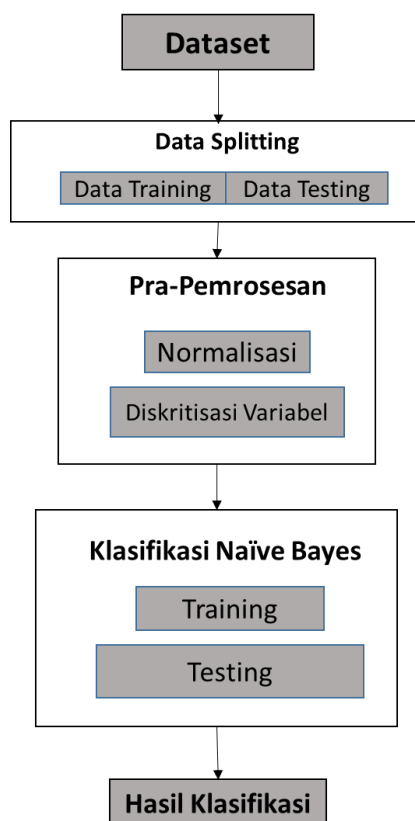 Dataset
Data Splitting
Data Training Data Testing
Pra-Pemrosesan
Normalisasi
Diskritisasi Variabel
Klasifikasi Naïve Bayes
Training
Testing
Hasil Klasifikasi